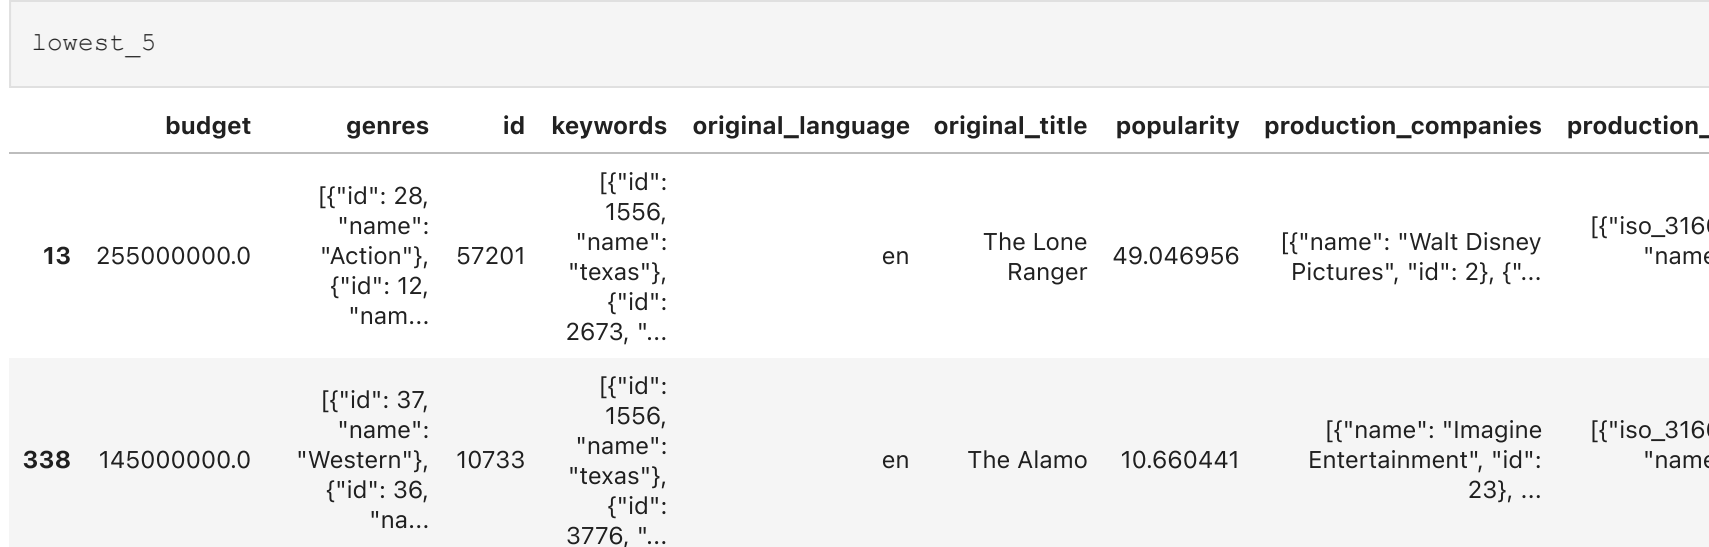 lowest_5
budget genres id keywords original_language original_title popularity production_companies production_
[{"id":
[{"id": 28,
1556,
"name":
The Lone
[{"name": "Walt Disney
[{"iso_316
"name":
13 255000000.0 "Action"}, 57201 "texas"}, en Ranger 49.046956 Pictures", "id": 2}, {"... "name
{"id": 12,
{"id":
"nam...
2673, "...
[{"id":
[{"id": 37,
1556,
"name":
"name":
[{"name": "Imagine
[{"iso_316
338 145000000.0 "Western"}, 10733 "texas"}, en The Alamo 10.660441 Entertainment", "id": "name
{"id": 36,
{"id":
23}, ...
"na...
3776, "...